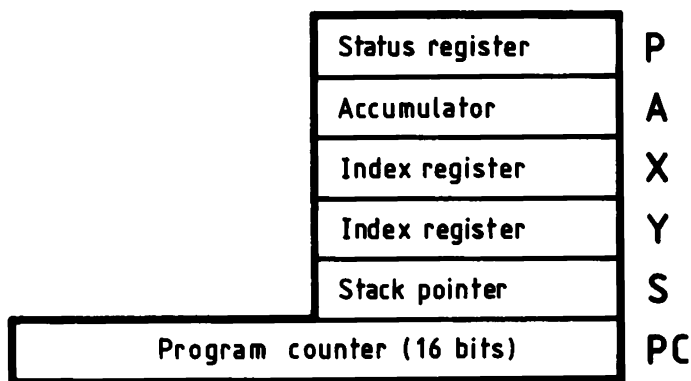 Status register P
Accumulator A
Index register X
Index register Y
Stack pointer S
Program counter (16 bits) PC